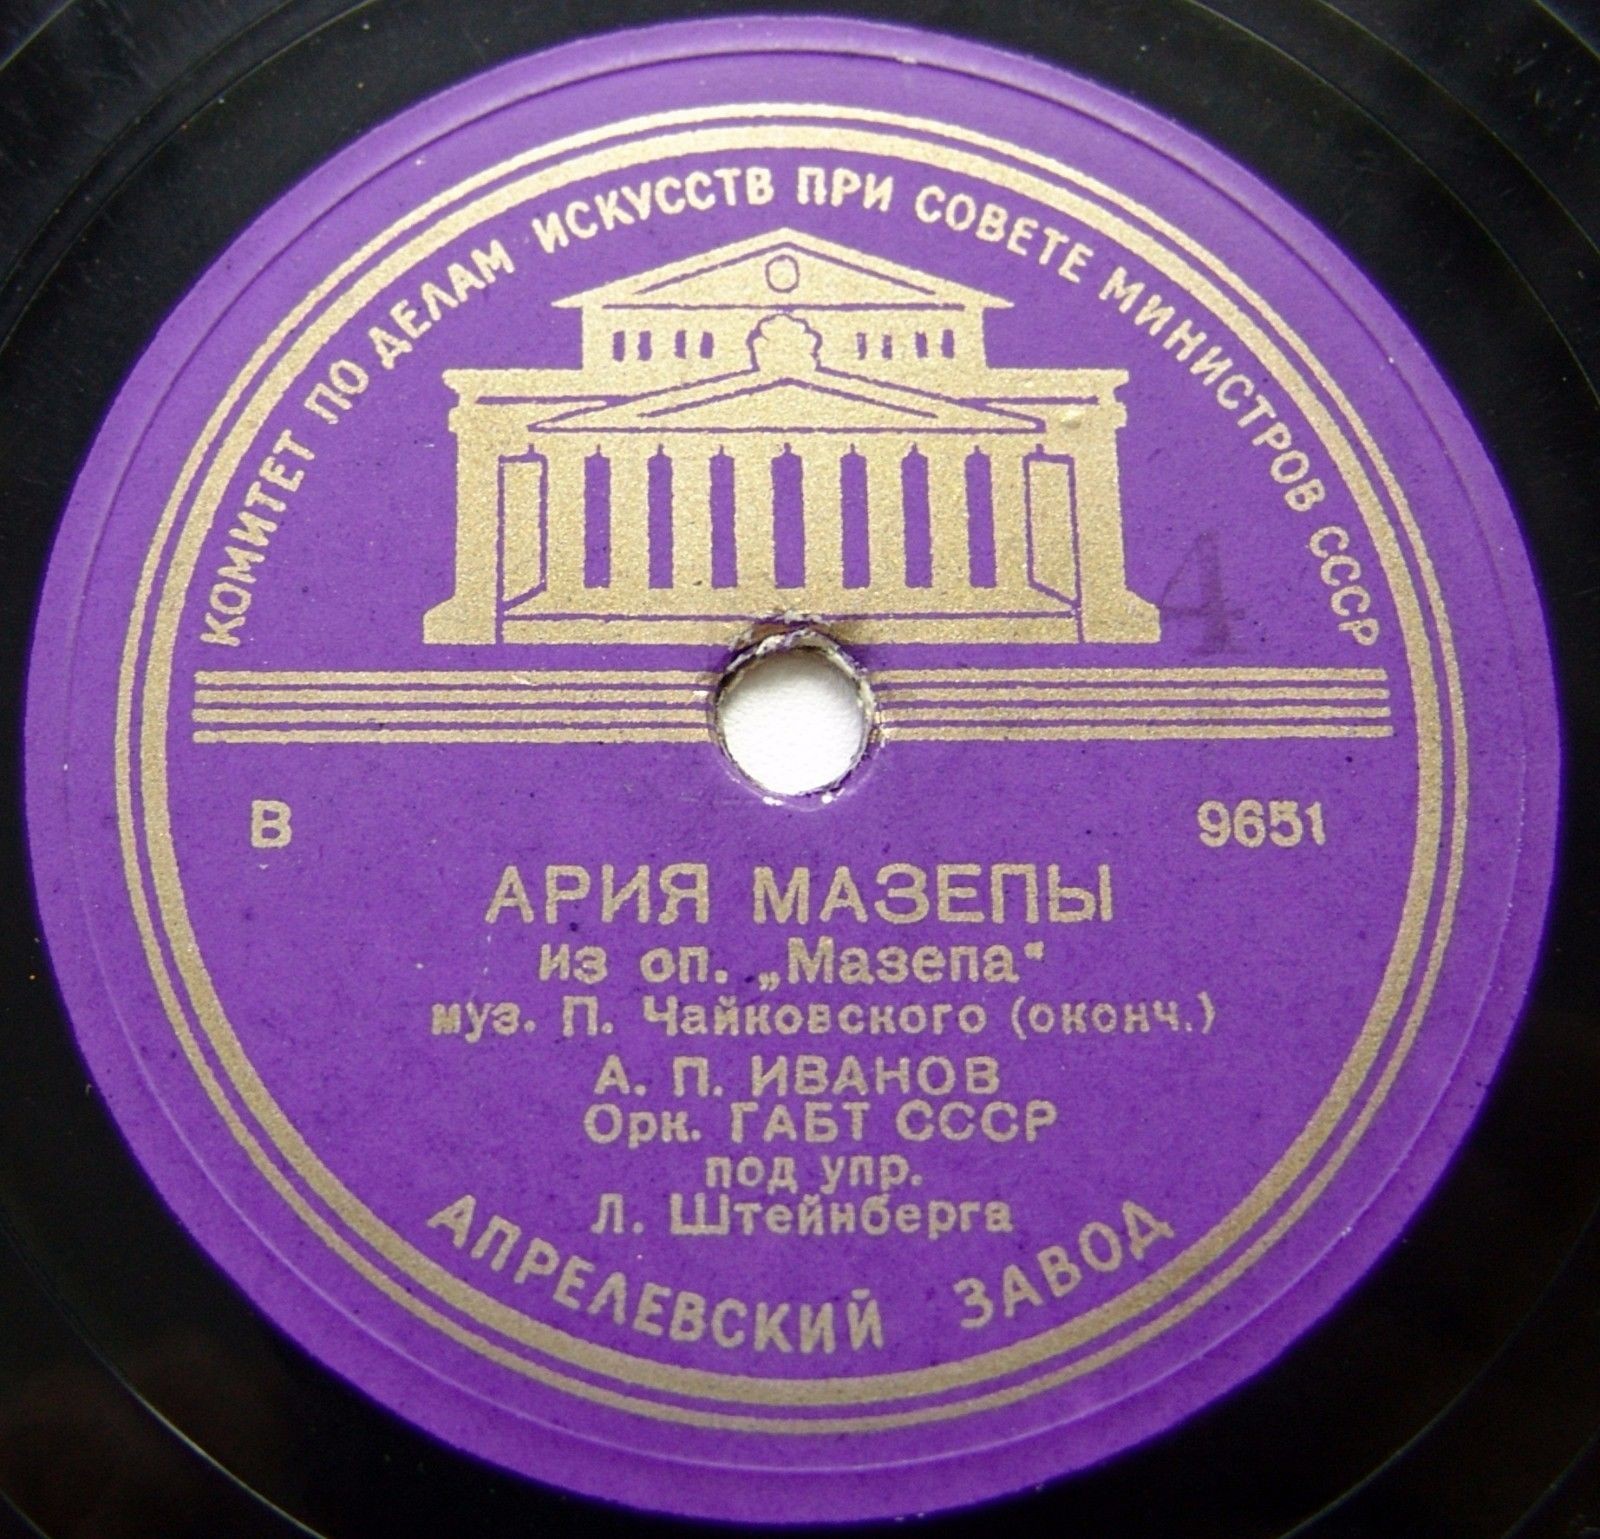 КОМИТЕТ ПО ДЕЛАМ ИСКУССТВ ПРИ СОВЕТЕ МИНИСТРОВ СССР
4
В 9651
АРИЯ МАЗЕПЫ
из оп. „Мазепа“
муз. П. Чайковского (оконч.)
А. П. ИВАНОВ
Орк. ГАБТ СССР
под упр.
Л. Штейнберга
АПРЕЛЕВСКИЙ ЗАВОД